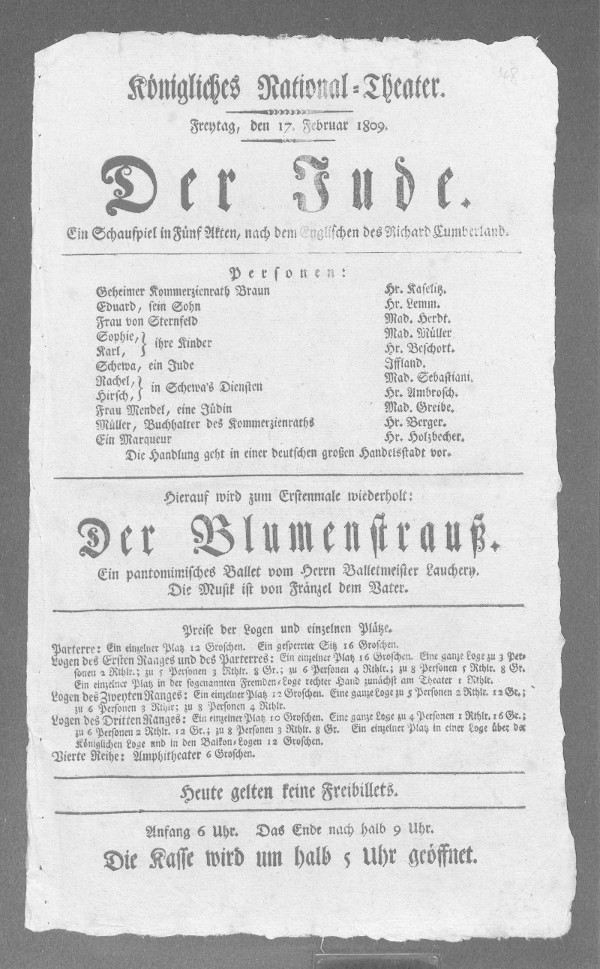 48
Königliches National-Theater.
Freytag, den 17. Februar 1809.
Der Jude.
Ein Schauspiel in Fünf Akten, nach dem Englischen des Richard Cumberland.
Personen:
Geheimer Kommerzienrath Braun Hr. Kaselitz.
Eduard, sein Sohn Hr. Lemm.
Frau von Sternfeld Mad. Herdt.
Sophie, Mad. Müller
Karl, } ihre Kinder Hr. Beschort.
Schewa, ein Jude Iffland.
Rachel, Mad. Sebastiani.
Hirsch, } in Schewa's Diensten Hr. Ambrosch.
Frau Mendel, eine Jüdin Mad. Greibe.
Müller, Buchhalter des Kommerzienraths Hr. Berger.
Ein Marqueur Hr. Holzbecher.
Die Handlung geht in einer deutschen großen Handelsstadt vor.
Hierauf wird zum Erstenmale wiederholt:
Der Blumenstrauß.
Ein pantomimisches Ballet vom Herrn Balletmeister Lauchery.
Die Musik ist von Fränzel dem Vater.
Preise der Logen und einzelnen Plätze.
Parterre: Ein einzelner Platz 12 Groschen. Ein gesperrter Sitz 16 Groschen.
Logen des Ersten Ranges und des Parterres: Ein einzelner Platz 16 Groschen. Eine ganze Loge zu 3 Per-
sonen 2 Rthlr.; zu 5 Personen 3 Rthlr. 8 Gr.; zu 6 Personen 4 Rthlr.; zu 8 Personen 5 Rthlr. 8 Gr.
Ein einzelner Platz in der sogenannten Fremden-Loge rechter Hand zunächst am Theater 1 Rthlr.
Logen des Zweyten Ranges: Ein einzelner Platz 12 Groschen. Eine ganze Loge zu 5 Personen 2 Rthlr. 12 Gr.;
zu 6 Personen 3 Rthlr; zu 8 Personen 4 Rthlr.
Logen des Dritten Ranges: Ein einzelner Platz 10 Groschen. Eine ganze Loge zu 4 Personen 1 Rthlr. 16 Gr.;
zu 6 Personen 2 Rthlr. 12 Gr.; zu 8 Personen 3 Rthlr. 8 Gr. Ein einzelner Platz in einer Loge über der
Königlichen Loge und in den Balkon-Logen 12 Groschen.
Vierte Reihe: Amphitheater 6 Groschen.
Heute gelten keine Freibillets.
Anfang 6 Uhr. Das Ende nach halb 9 Uhr.
Die Kasse wird um halb 5 Uhr geöffnet.